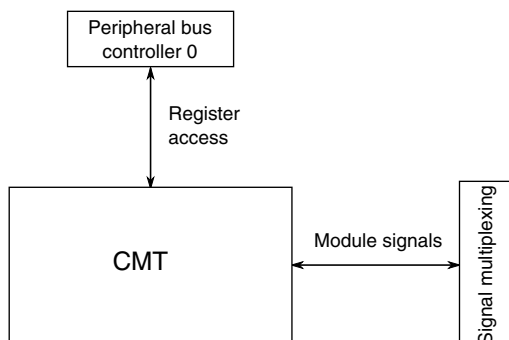 Peripheral bus
controller 0
Register
access
CMT
Module signals
Signal multiplexing